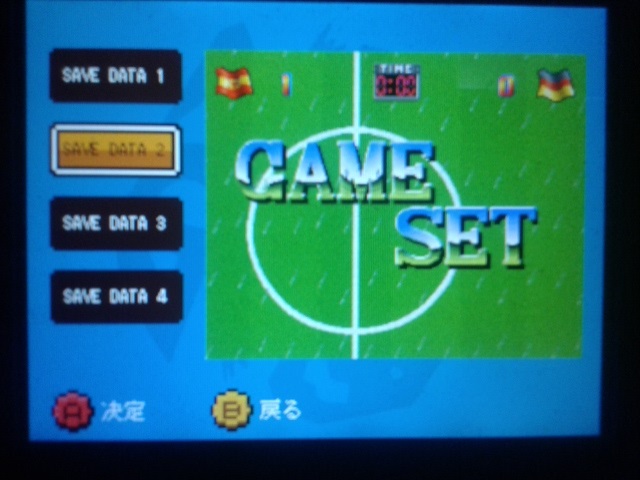 SAVE DATA 1
SAVE DATA 2
SAVE DATA 3
SAVE DATA 4
1
TIME
0:00
0
GAME
SET
A 決定
B 戻る